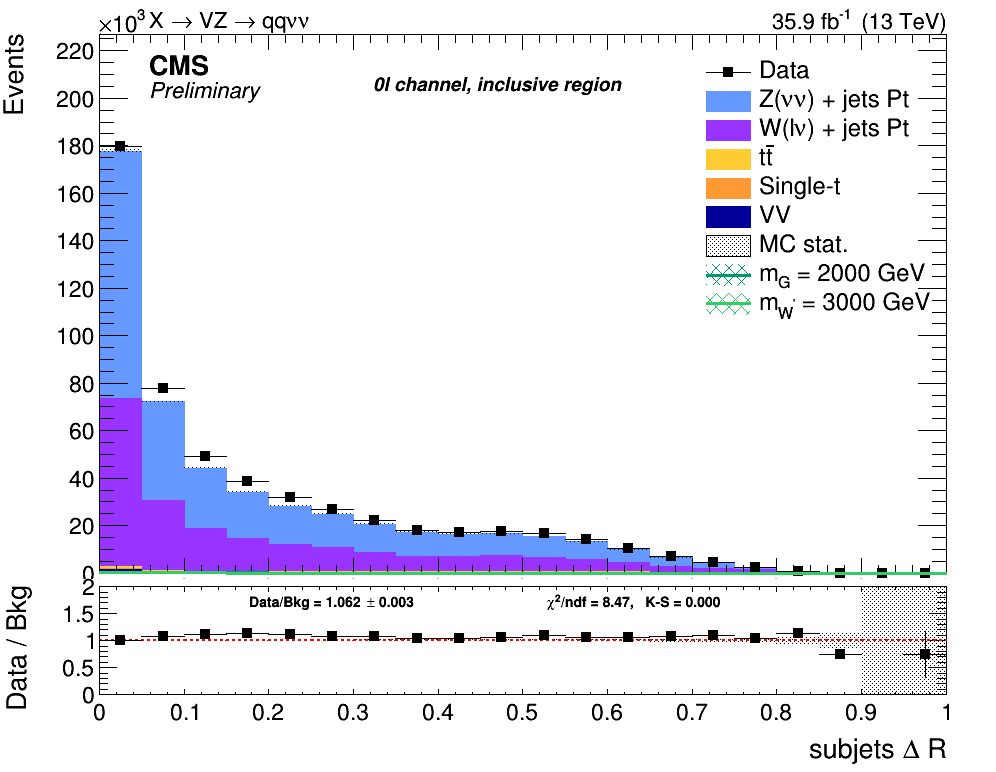 ×10³ X → VZ → qqνν
35.9 fb⁻¹ (13 TeV)
Events
220
200
180
160
140
120
100
80
60
40
20
0
CMS
Preliminary
0l channel, inclusive region
Data
Z(νν) + jets Pt
W(lν) + jets Pt
tt̄
Single-t
VV
MC stat.
m_G = 2000 GeV
m_W' = 3000 GeV
Data / Bkg
2
1.5
1
0.5
0
Data/Bkg = 1.062 ± 0.003
χ²/ndf = 8.47, K-S = 0.000
0 0.1 0.2 0.3 0.4 0.5 0.6 0.7 0.8 0.9 1
subjets Δ R